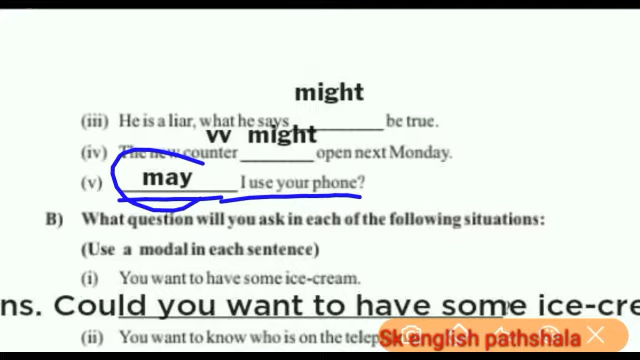 might
(iii) He is a liar, what he says ________ be true.
vv might
(iv) The new counter ________ open next Monday.
may
(v) ________ I use your phone?
B) What question will you ask in each of the following situations:
(Use a modal in each sentence)
(i) You want to have some ice-cream.
ns. Could you want to have some ice-cre
(ii) You want to know who is on the telep
Sk english pathshala